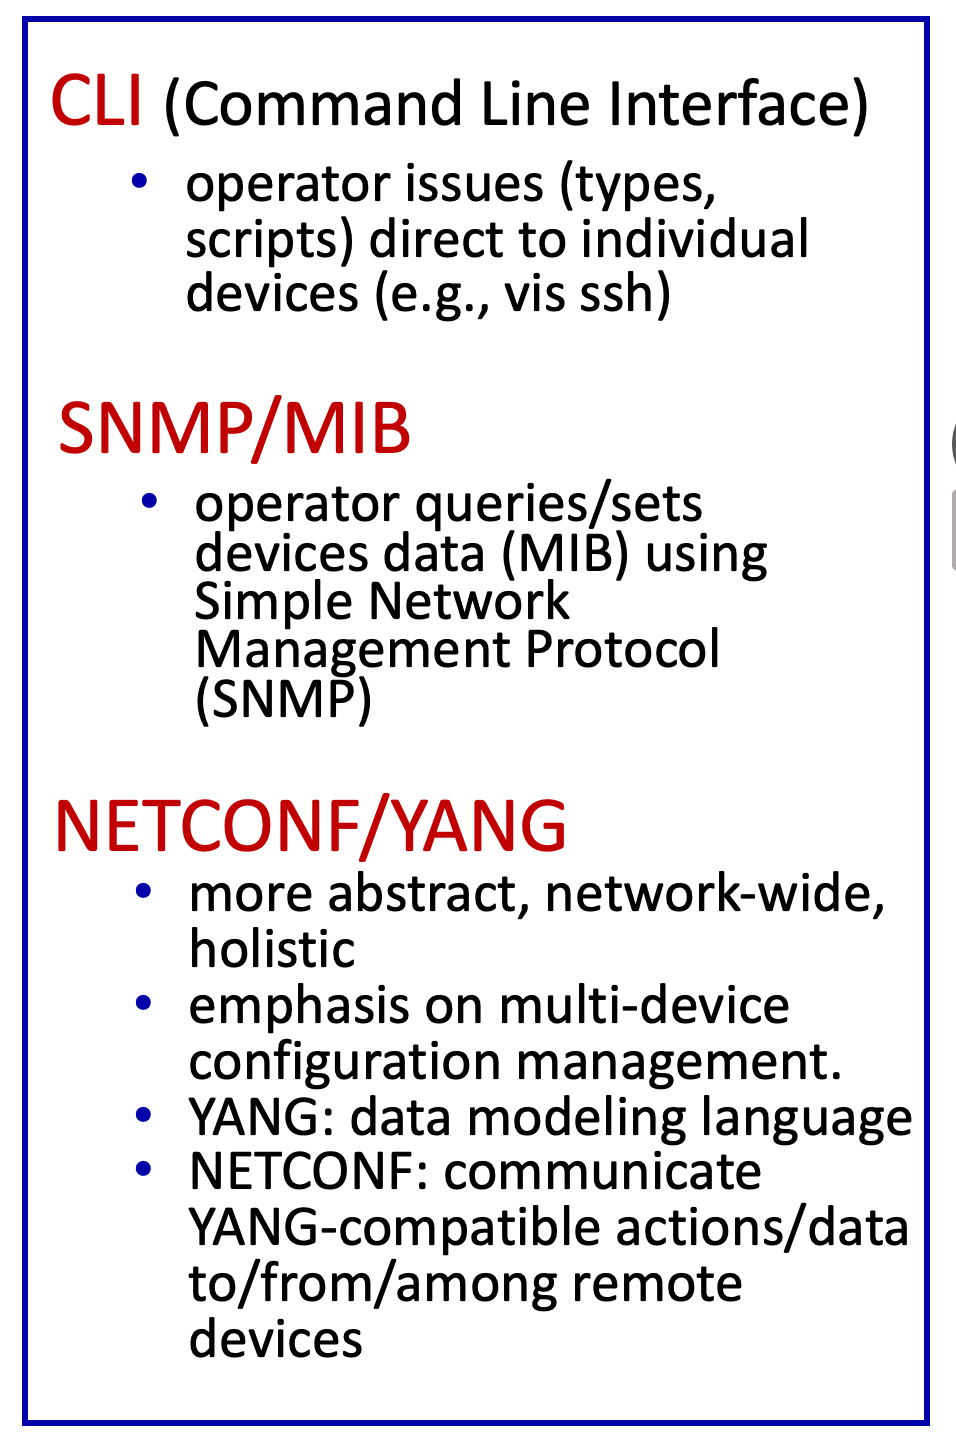 CLI (Command Line Interface)
• operator issues (types,
scripts) direct to individual
devices (e.g., vis ssh)
SNMP/MIB
• operator queries/sets
devices data (MIB) using
Simple Network
Management Protocol
(SNMP)
NETCONF/YANG
• more abstract, network-wide,
holistic
• emphasis on multi-device
configuration management.
• YANG: data modeling language
• NETCONF: communicate
YANG-compatible actions/data
to/from/among remote
devices